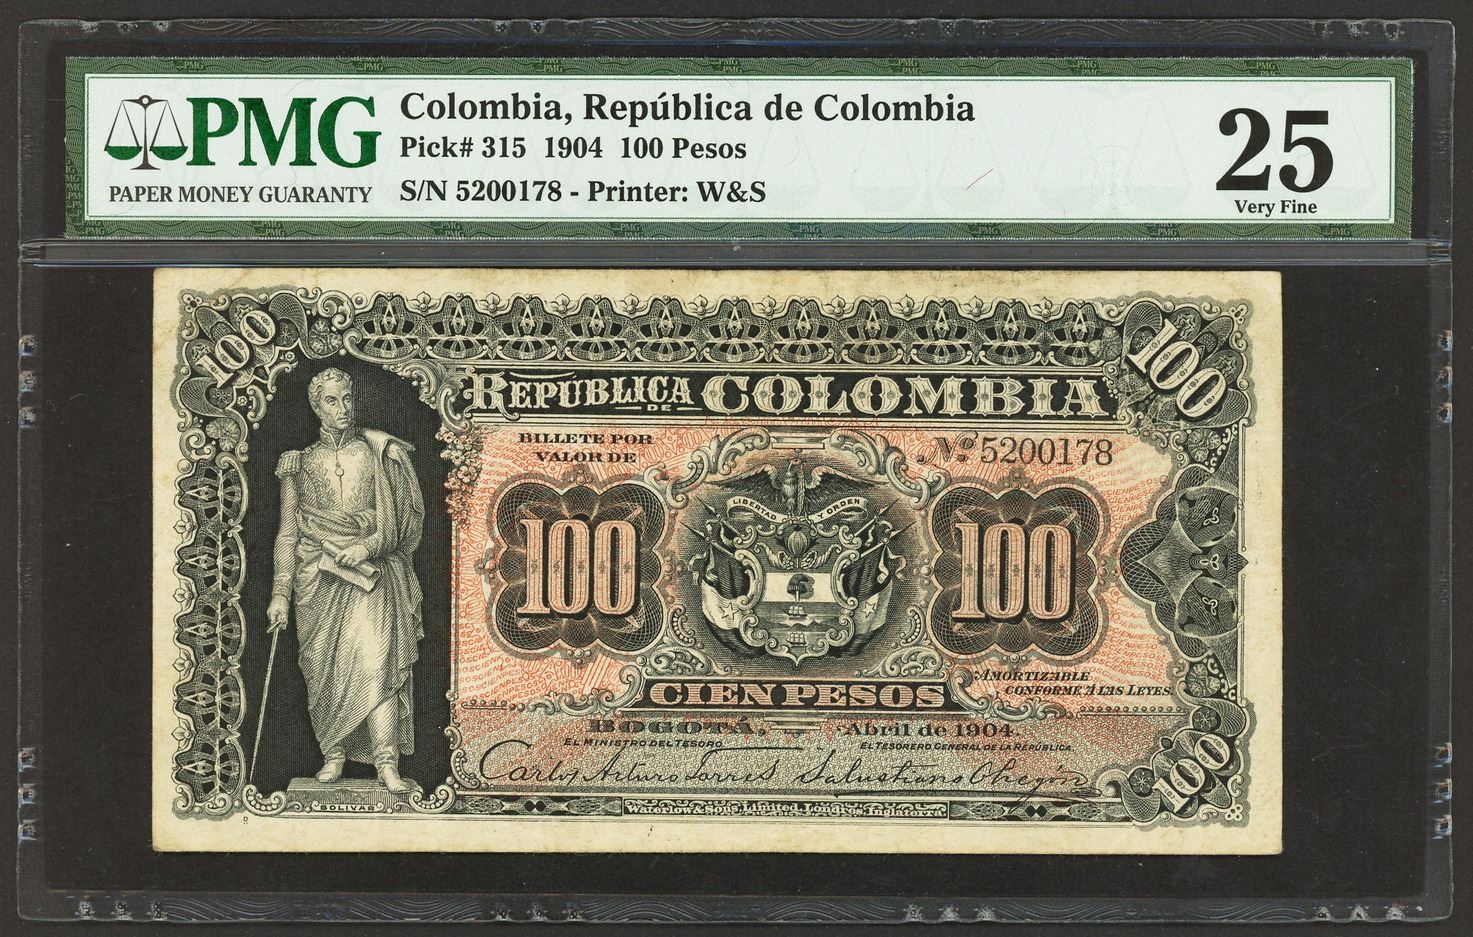 PMG
PAPER MONEY GUARANTY
Colombia, República de Colombia
Pick# 315 1904 100 Pesos
S/N 5200178 - Printer: W&S
25
Very Fine
100
100
REPÚBLICA DE COLOMBIA
BILLETE POR
VALOR DE
No. 5200178
LIBERTAD Y ORDEN
100
100
AMORTIZABLE
CONFORME Á LAS LEYES
CIEN PESOS
BOGOTÁ, Abril de 1904.
EL MINISTRO DEL TESORO
EL TESORERO GENERAL DE LA REPÚBLICA
Carlos Arturo Torres
Salustiano Obregón
BOLIVAR
100
Waterlow & Sons, Limited, Londres, Inglaterra